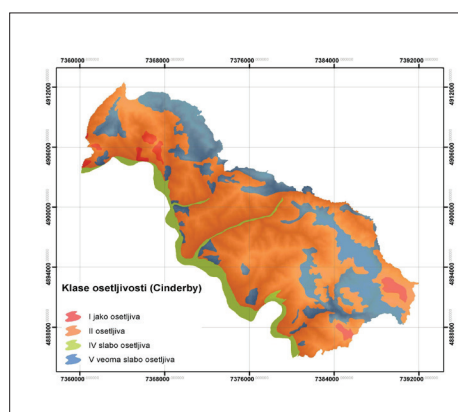 7360000 7368000 7376000 7384000 7392000
4912000 4912000
4906000 4906000
4900000 4900000
4894000 4894000
4888000 4888000
Klase osetljivosti (Cinderby)
I jako osetljiva
II osetljiva
IV slabo osetljiva
V veoma slabo osetljiva
7360000 7368000 7376000 7384000 7392000